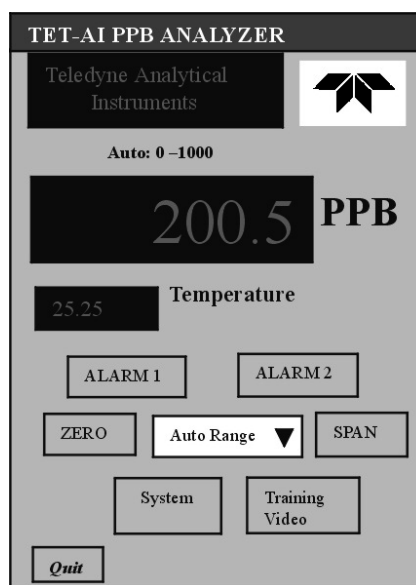 TET-AI PPB ANALYZER
Teledyne Analytical
Instruments
Auto: 0 –1000
200.5 PPB
25.25 Temperature
ALARM 1 ALARM 2
ZERO Auto Range SPAN
System Training
Video
Quit